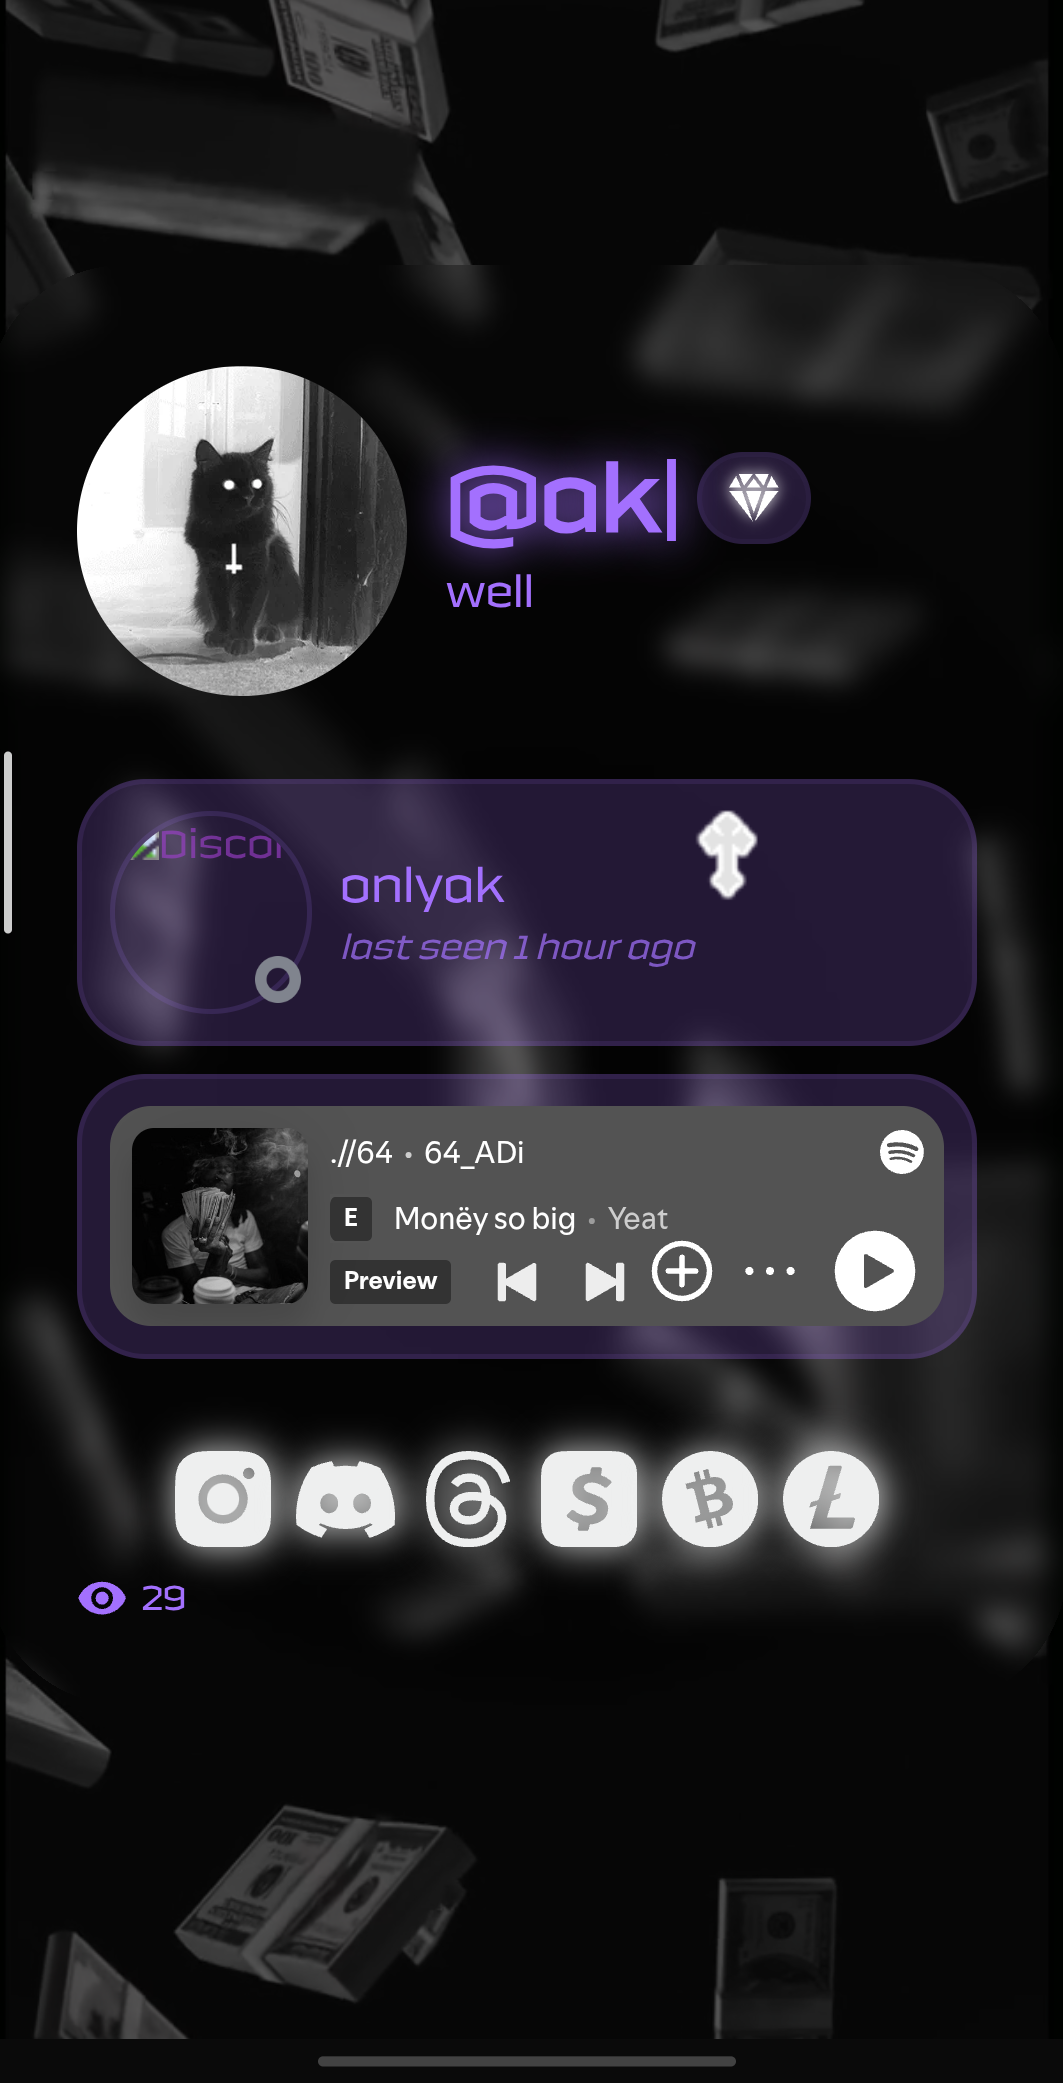 @ak|
well
Discor
onlyak
last seen 1 hour ago
.//64 • 64_ADi
E Monëy so big • Yeat
Preview
29